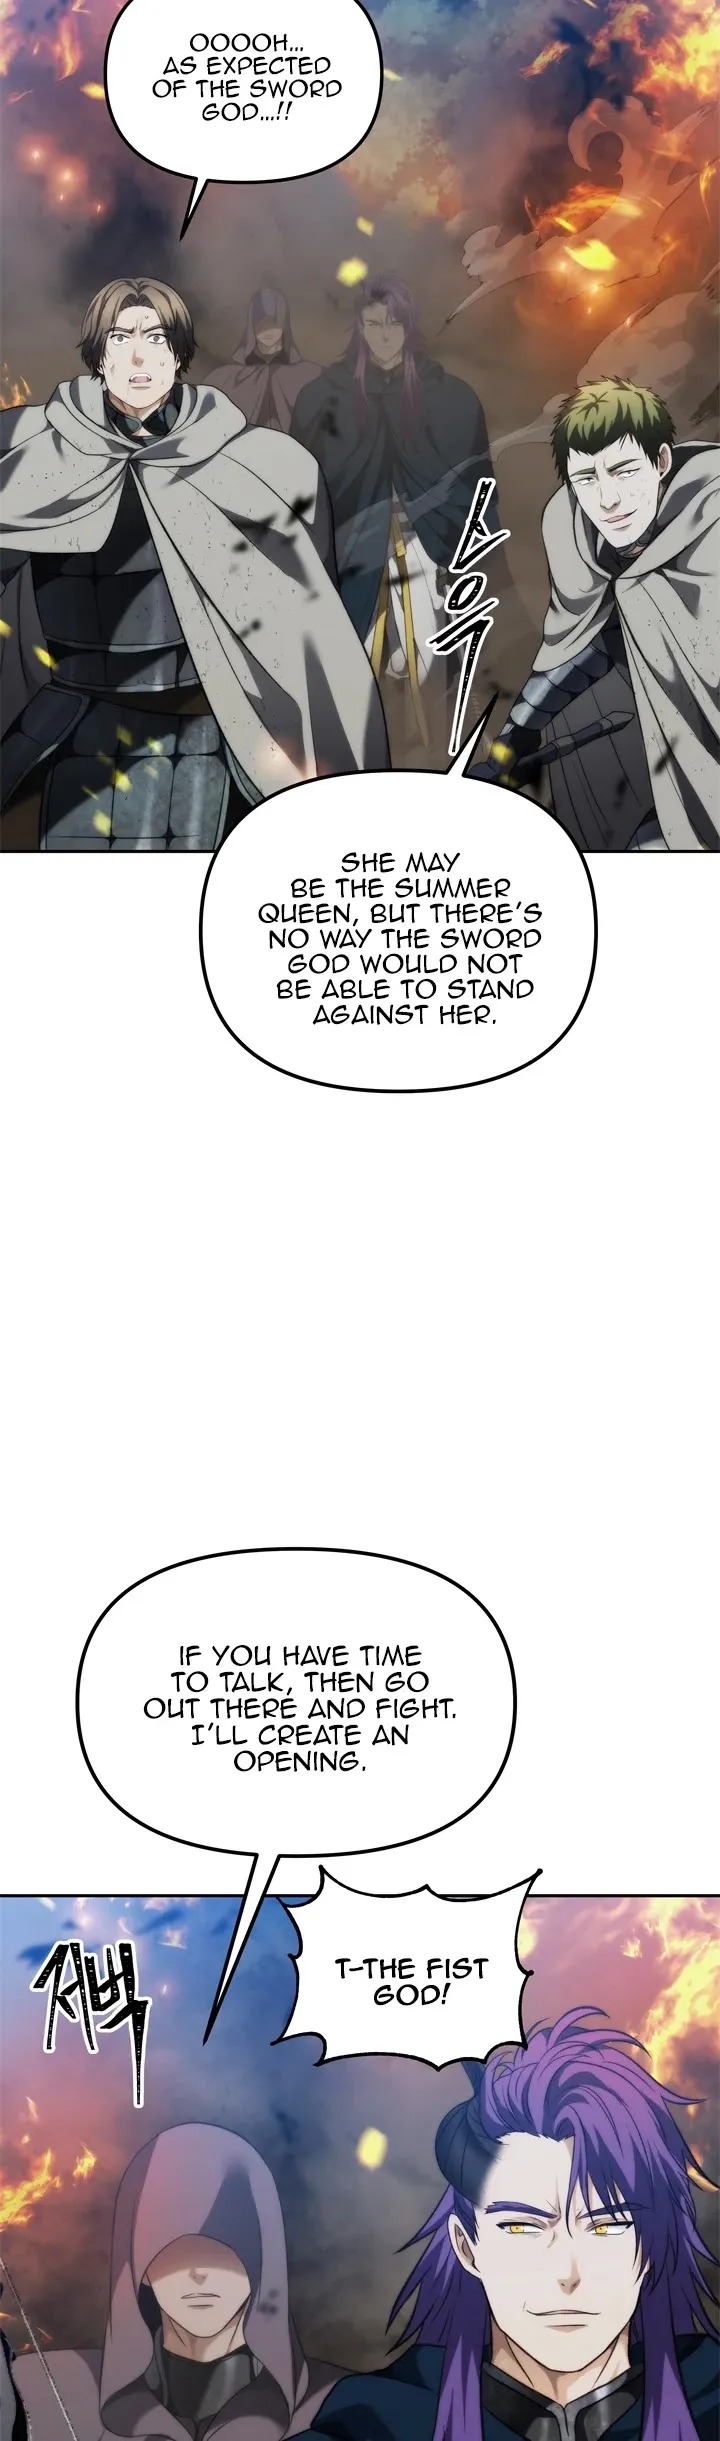 OOOOH...
AS EXPECTED
OF THE SWORD
GOD...!!
스윽
SHE MAY
BE THE SUMMER
QUEEN, BUT THERE'S
NO WAY THE SWORD
GOD WOULD NOT
BE ABLE TO STAND
AGAINST HER.
IF YOU HAVE TIME
TO TALK, THEN GO
OUT THERE AND FIGHT.
I'LL CREATE AN
OPENING.
T-THE FIST
GOD!
저벅